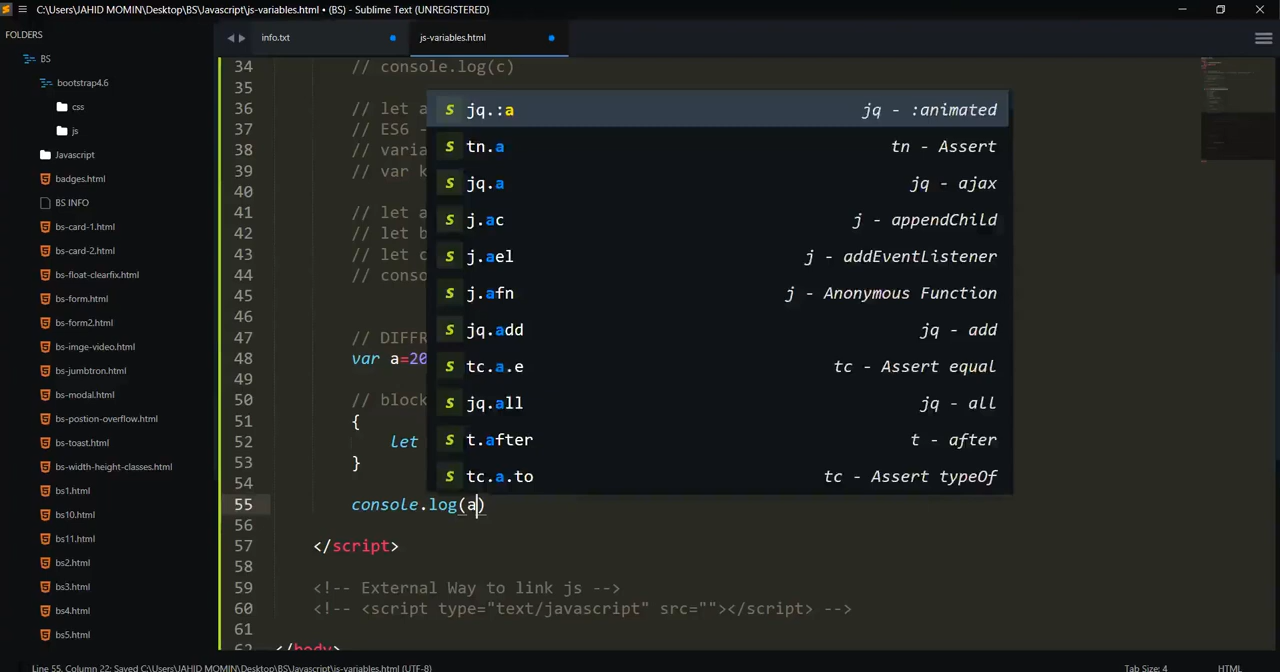 C:\Users\JAHID MOMIN\Desktop\BS\Javascript\js-variables.html • (BS) - Sublime Text (UNREGISTERED)
FOLDERS
info.txt
js-variables.html
BS
bootstrap4.6
css
js
Javascript
badges.html
BS INFO
bs-card-1.html
bs-card-2.html
bs-float-clearfix.html
bs-form.html
bs-form2.html
bs-imge-video.html
bs-jumbtron.html
bs-modal.html
bs-postion-overflow.html
bs-toast.html
bs-width-height-classes.html
bs1.html
bs10.html
bs11.html
bs2.html
bs3.html
bs4.html
bs5.html
34 // console.log(c)
35
36 // let a
37 // ES6 -
38 // varia
39 // var k
40
41 // let a
42 // let b
43 // let c
44 // conso
45
46
47 // DIFFR
48 var a=20
49
50 // block
51 {
52 let
53 }
54
55 console.log(a)
56
57 </script>
58
59 <!-- External Way to link js -->
60 <!-- <script type="text/javascript" src=""></script> -->
61
62 </body>
S jq.:a jq - :animated
S tn.a tn - Assert
S jq.a jq - ajax
S j.ac j - appendChild
S j.ael j - addEventListener
S j.afn j - Anonymous Function
S jq.add jq - add
S tc.a.e tc - Assert equal
S jq.all jq - all
S t.after t - after
S tc.a.to tc - Assert typeOf
Line 55, Column 22; Saved C:\Users\JAHID MOMIN\Desktop\BS\Javascript\js-variables.html (UTF-8)
Tab Size: 4
HTML